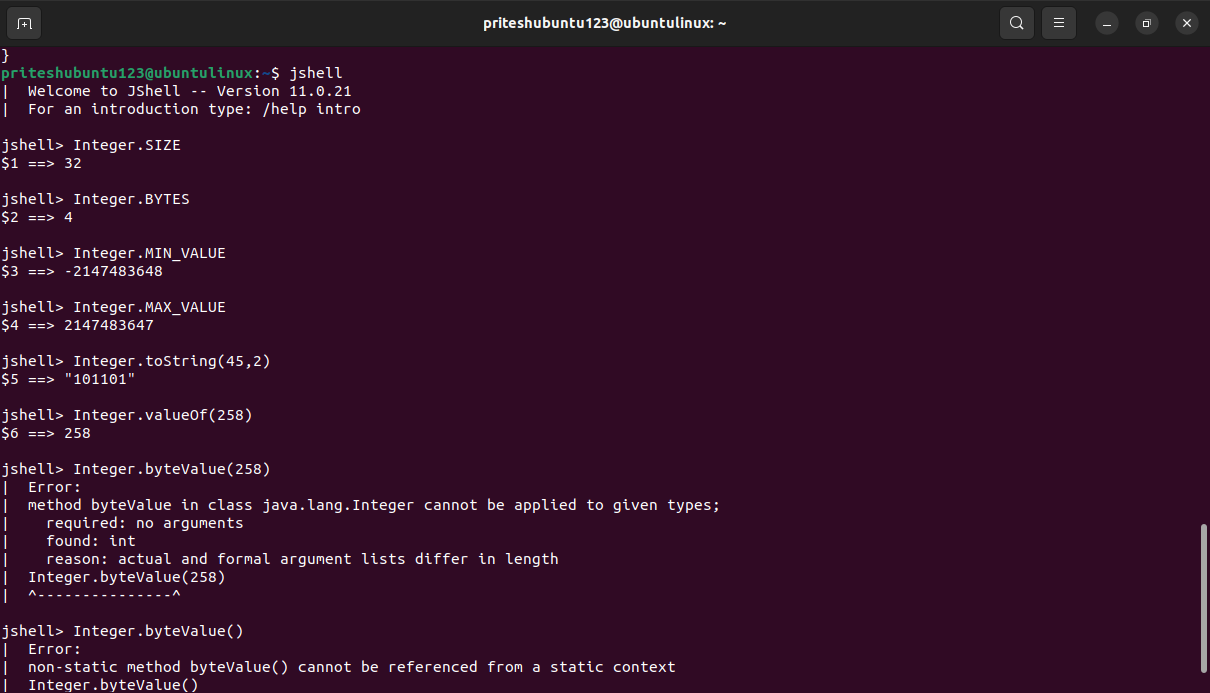 priteshubuntu123@ubuntulinux: ~
}
priteshubuntu123@ubuntulinux:~$ jshell
|  Welcome to JShell -- Version 11.0.21
|  For an introduction type: /help intro
jshell> Integer.SIZE
$1 ==> 32
jshell> Integer.BYTES
$2 ==> 4
jshell> Integer.MIN_VALUE
$3 ==> -2147483648
jshell> Integer.MAX_VALUE
$4 ==> 2147483647
jshell> Integer.toString(45,2)
$5 ==> "101101"
jshell> Integer.valueOf(258)
$6 ==> 258
jshell> Integer.byteValue(258)
|  Error:
|  method byteValue in class java.lang.Integer cannot be applied to given types;
|    required: no arguments
|    found: int
|    reason: actual and formal argument lists differ in length
|  Integer.byteValue(258)
|  ^---------------^
jshell> Integer.byteValue()
|  Error:
|  non-static method byteValue() cannot be referenced from a static context
|  Integer.byteValue()